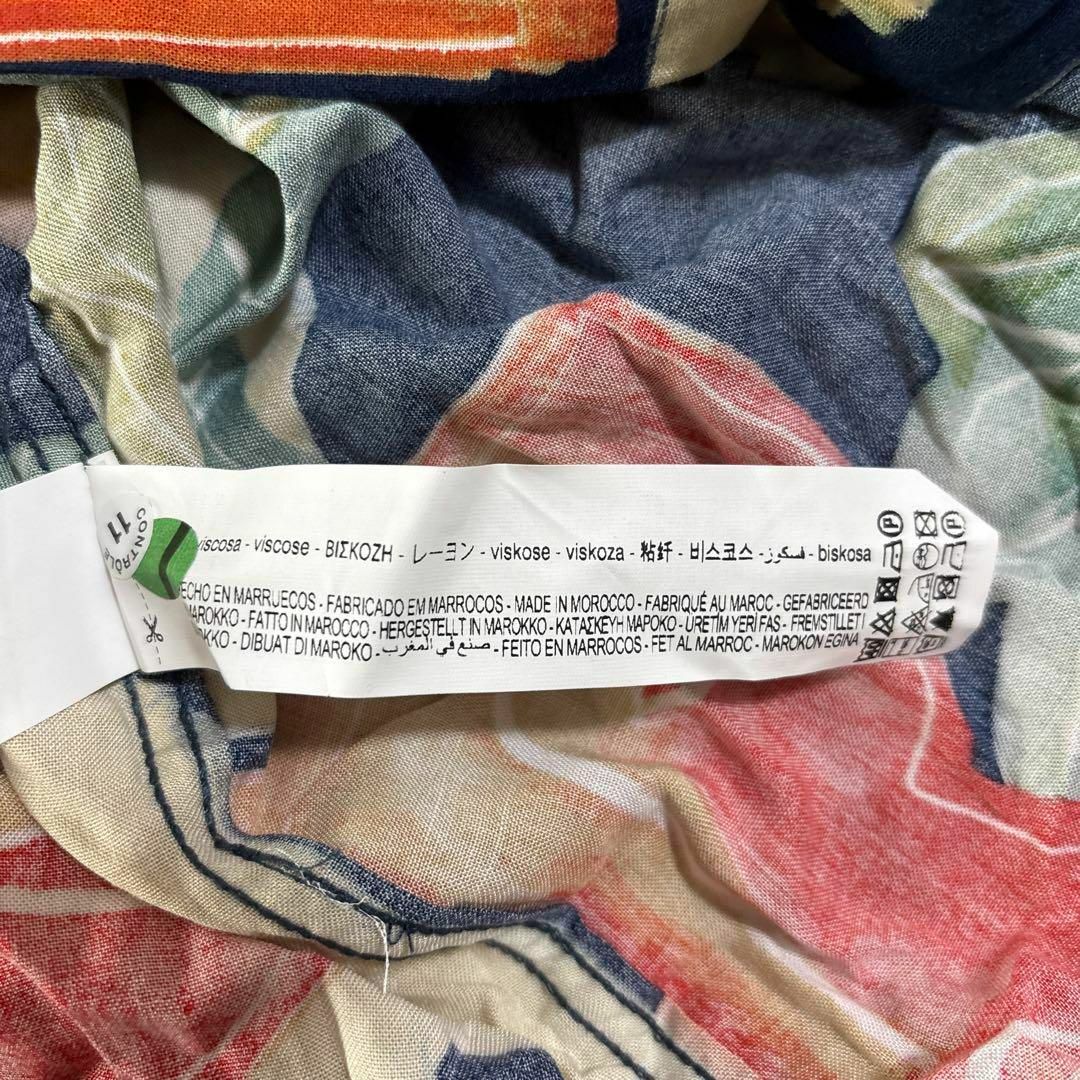 CONTROL
11
viscosa - viscose - ΒΙΣΚΟΖΗ - レーヨン - viskose - viskoza - 粘纤 - 비스코스 - فسكوز - biskosa
ECHO EN MARRUECOS - FABRICADO EM MARROCOS - MADE IN MOROCCO - FABRIQUÉ AU MAROC - GEFABRICEERD
MAROKKO - FATTO IN MAROCCO - HERGESTELLT IN MAROKKO - ΚΑΤΑΣΚΕΥΗ ΜΑΡΟΚΟ - ÜRETİM YERİ FAS - FREMSTILLET I
OKKO - DIBUAT DI MAROKO - صنع في المغرب - FEITO EN MARROCOS - FET AL MARROC - MAROKON EGINA